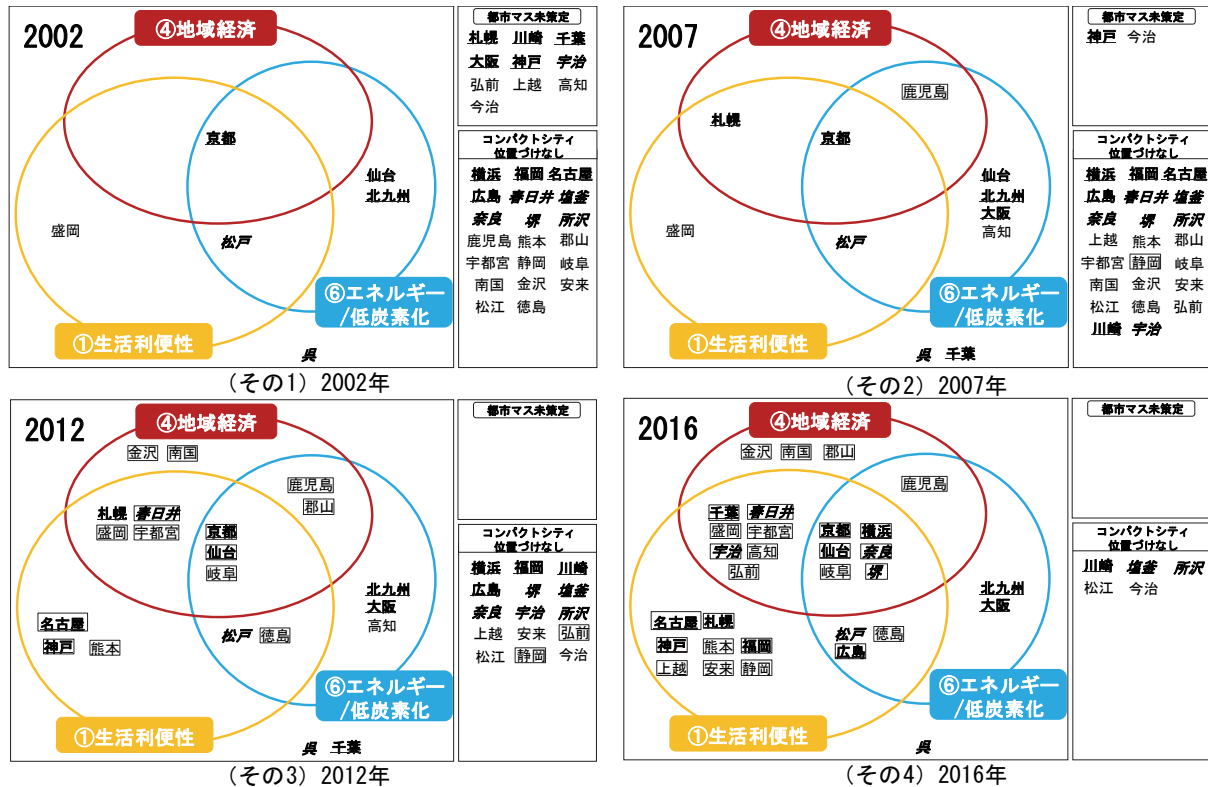 2002
④地域経済
京都
仙台
北九州
盛岡
松戸
⑥エネルギー
/低炭素化
①生活利便性
呉
都市マス未策定
札幌 川崎 千葉
大阪 神戸 宇治
弘前 上越 高知
今治
コンパクトシティ
位置づけなし
横浜 福岡 名古屋
広島 春日井 塩釜
奈良 堺 所沢
鹿児島 熊本 郡山
宇都宮 静岡 岐阜
南国 金沢 安来
松江 徳島
(その1) 2002年
2007
④地域経済
鹿児島
札幌
京都
仙台
北九州
大阪
高知
盛岡
松戸
⑥エネルギー
/低炭素化
①生活利便性
呉 千葉
都市マス未策定
神戸 今治
コンパクトシティ
位置づけなし
横浜 福岡 名古屋
広島 春日井 塩釜
奈良 堺 所沢
上越 熊本 郡山
宇都宮 静岡 岐阜
南国 金沢 安来
松江 徳島 弘前
川崎 宇治
(その2) 2007年
2012
④地域経済
金沢 南国
鹿児島
郡山
札幌 春日井
盛岡 宇都宮
京都
仙台
岐阜
北九州
大阪
高知
名古屋
神戸 熊本
松戸 徳島
⑥エネルギー
/低炭素化
①生活利便性
呉 千葉
都市マス未策定
コンパクトシティ
位置づけなし
横浜 福岡 川崎
広島 堺 塩釜
奈良 宇治 所沢
上越 安来 弘前
松江 静岡 今治
(その3) 2012年
2016
④地域経済
金沢 南国 郡山
鹿児島
千葉 春日井
盛岡 宇都宮
宇治 高知
弘前
京都 横浜
仙台 奈良
岐阜 堺
北九州
大阪
名古屋 札幌
神戸 熊本 福岡
上越 安来 静岡
松戸 徳島
広島
⑥エネルギー
/低炭素化
①生活利便性
呉
都市マス未策定
コンパクトシティ
位置づけなし
川崎 塩釜 所沢
松江 今治
(その4) 2016年